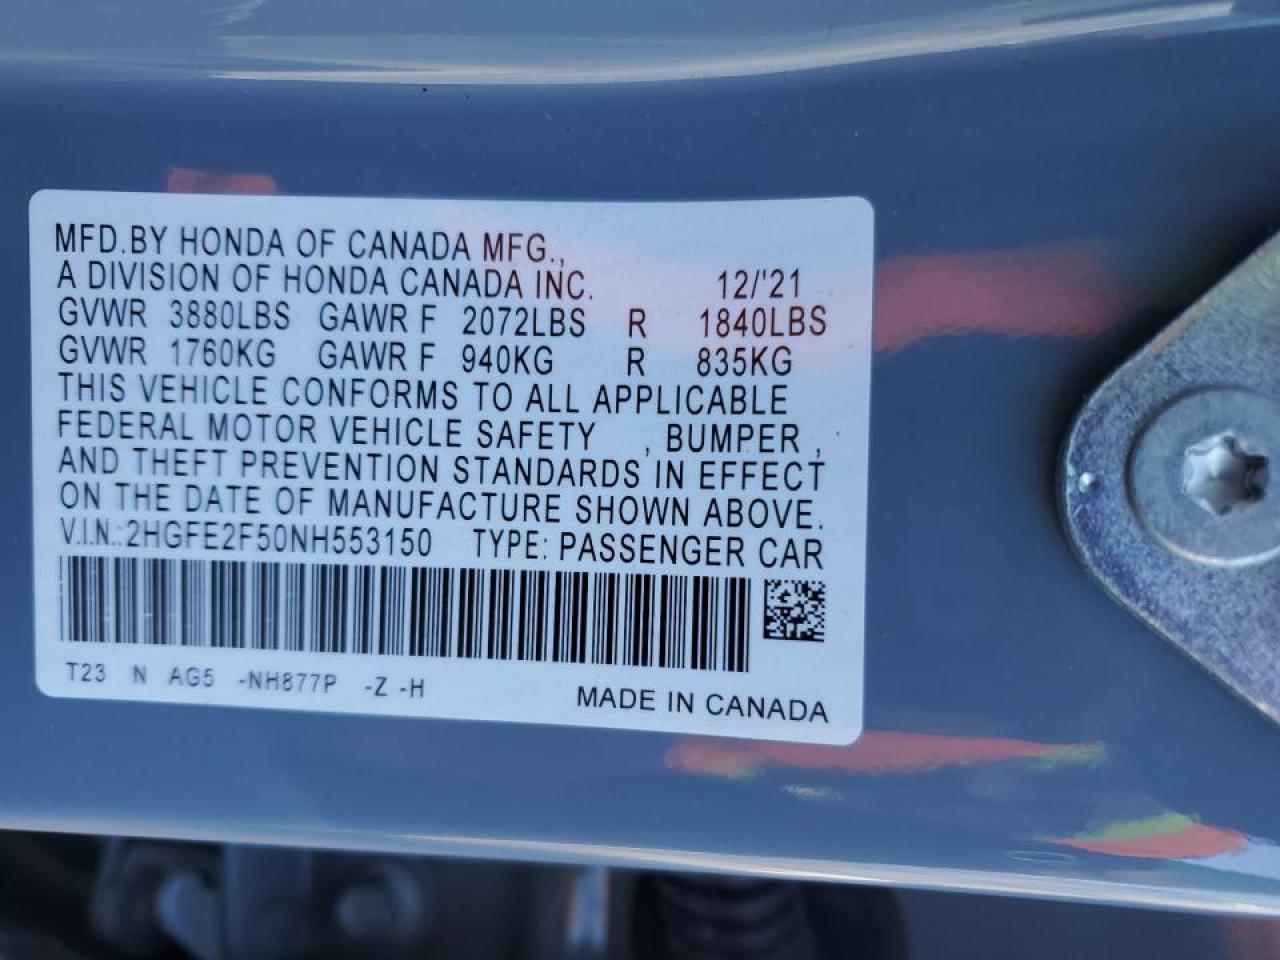 MFD.BY HONDA OF CANADA MFG.,
A DIVISION OF HONDA CANADA INC. 12/'21
GVWR 3880LBS GAWR F 2072LBS R 1840LBS
GVWR 1760KG GAWR F 940KG R 835KG
THIS VEHICLE CONFORMS TO ALL APPLICABLE
FEDERAL MOTOR VEHICLE SAFETY , BUMPER ,
AND THEFT PREVENTION STANDARDS IN EFFECT
ON THE DATE OF MANUFACTURE SHOWN ABOVE.
V.I.N.:2HGFE2F50NH553150 TYPE: PASSENGER CAR
T23 N AG5 -NH877P -Z -H
MADE IN CANADA